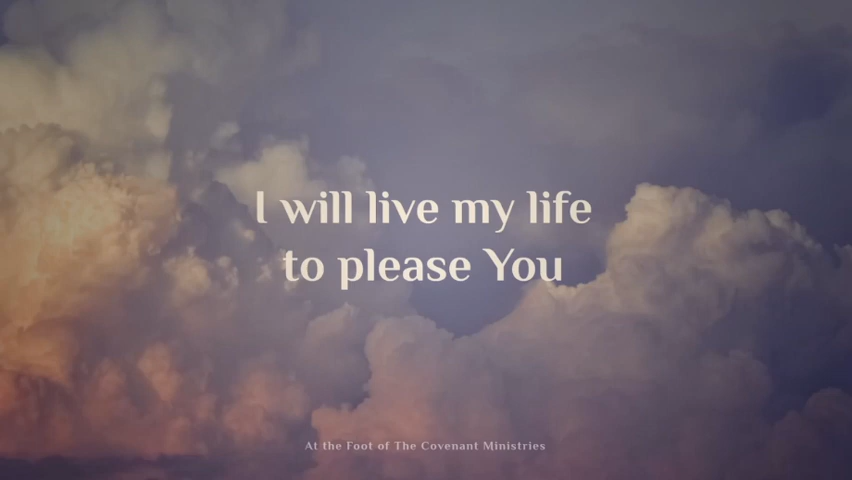 I will live my life
to please You
At the Foot of The Covenant Ministries